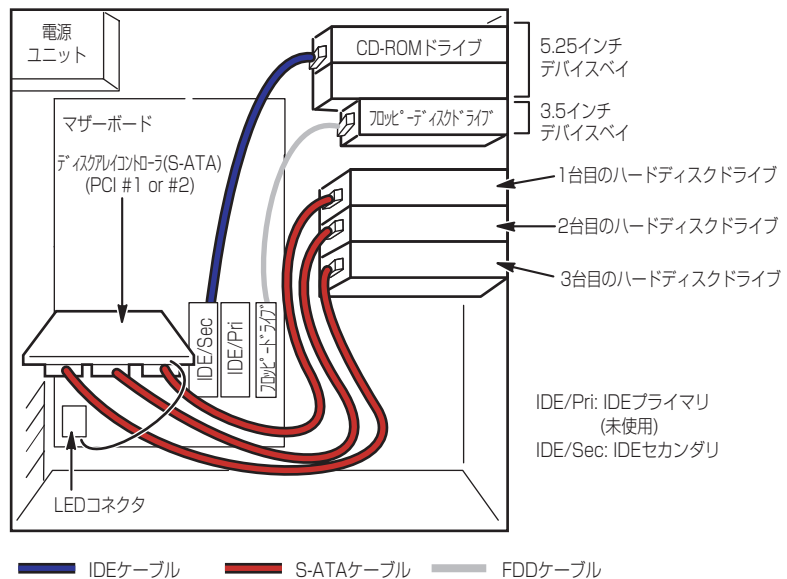 電源
ユニット
CD-ROMドライブ
5.25インチ
デバイスベイ
マザーボード
フロッピーディスクドライブ
3.5インチ
デバイスベイ
ディスクアレイコントローラ(S-ATA)
(PCI #1 or #2)
1台目のハードディスクドライブ
2台目のハードディスクドライブ
3台目のハードディスクドライブ
IDE/Sec
IDE/Pri
フロッピードライブ
IDE/Pri: IDEプライマリ
(未使用)
IDE/Sec: IDEセカンダリ
LEDコネクタ
IDEケーブル
S-ATAケーブル
FDDケーブル